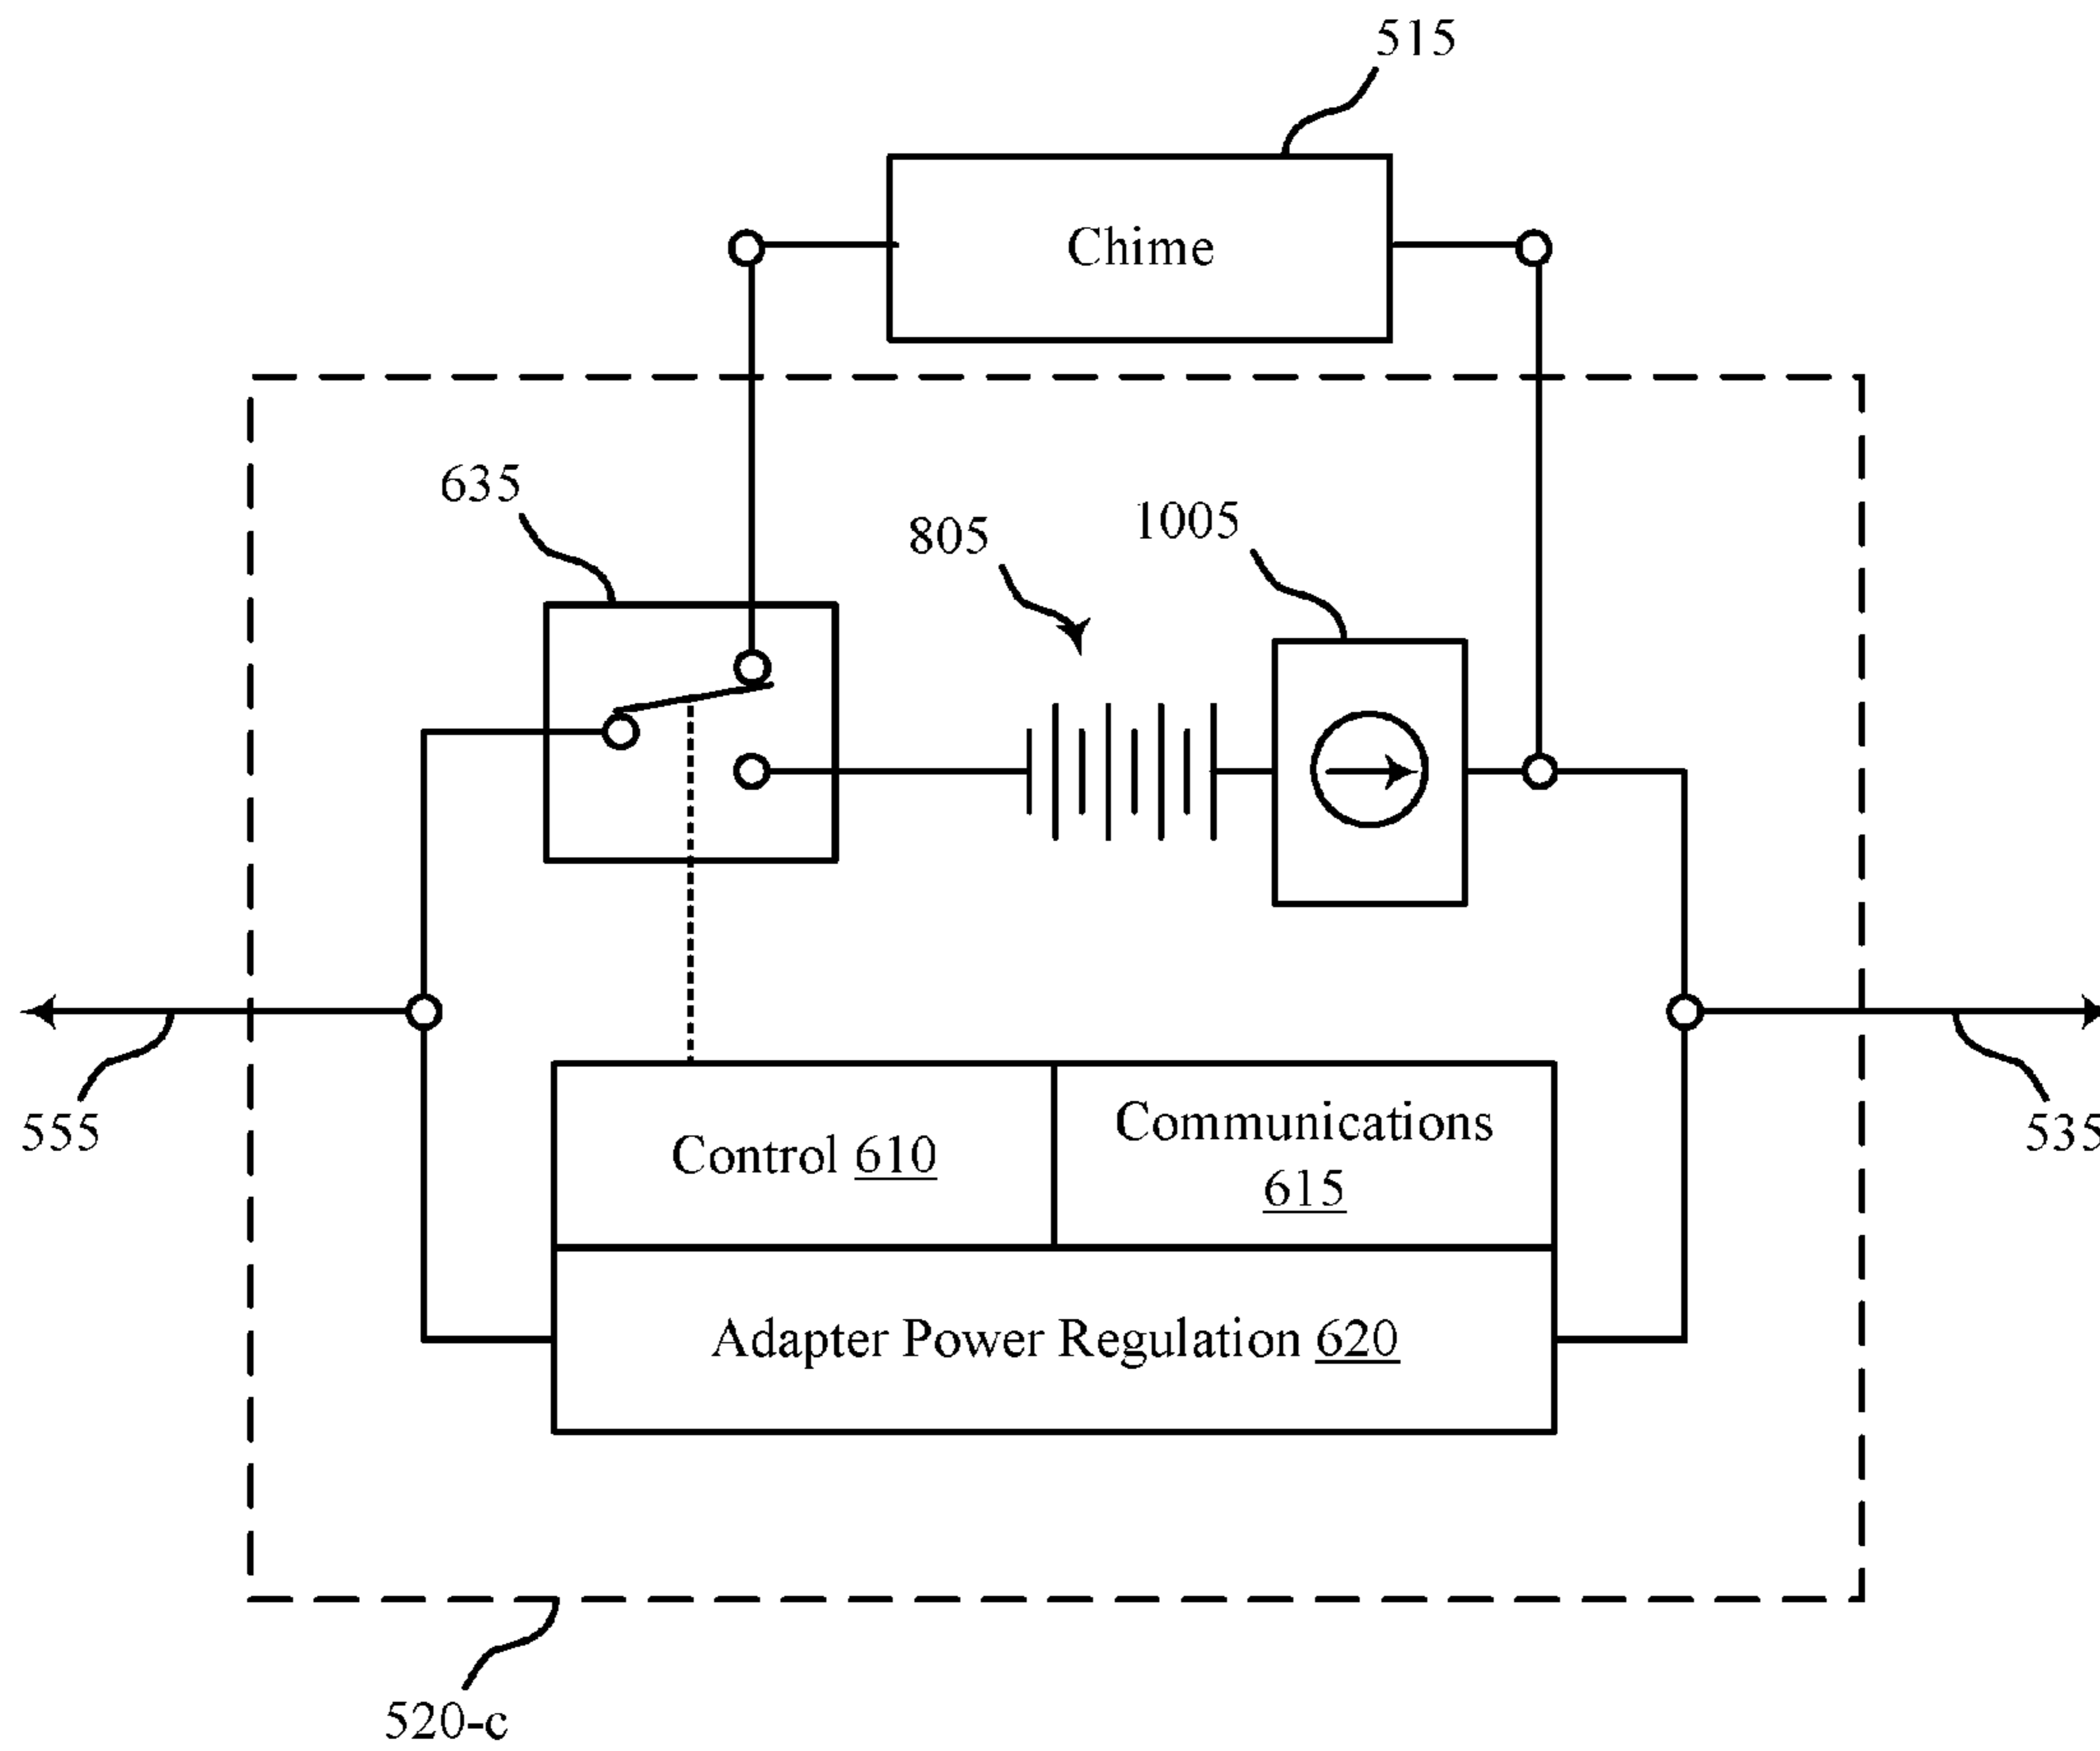 515
Chime
635
805
1005
555
535
Control 610
Communications
615
Adapter Power Regulation 620
520-c